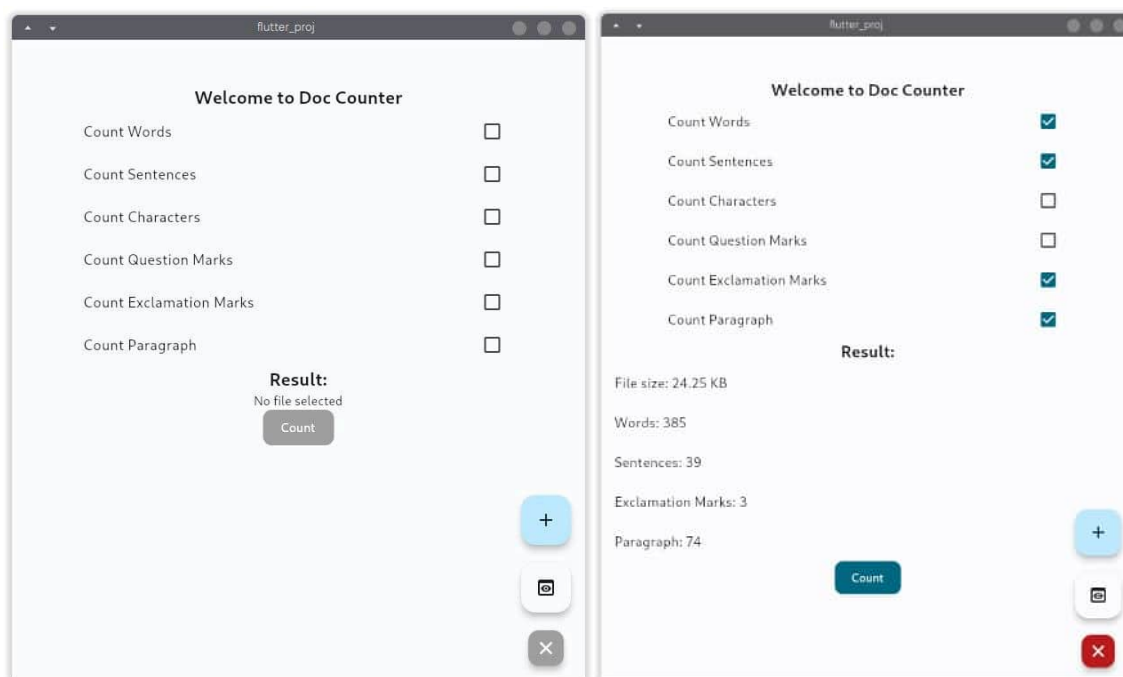 flutter_proj
Welcome to Doc Counter
Count Words
Count Sentences
Count Characters
Count Question Marks
Count Exclamation Marks
Count Paragraph
Result:
No file selected
Count
flutter_proj
Welcome to Doc Counter
Count Words
Count Sentences
Count Characters
Count Question Marks
Count Exclamation Marks
Count Paragraph
Result:
File size: 24.25 KB
Words: 385
Sentences: 39
Exclamation Marks: 3
Paragraph: 74
Count